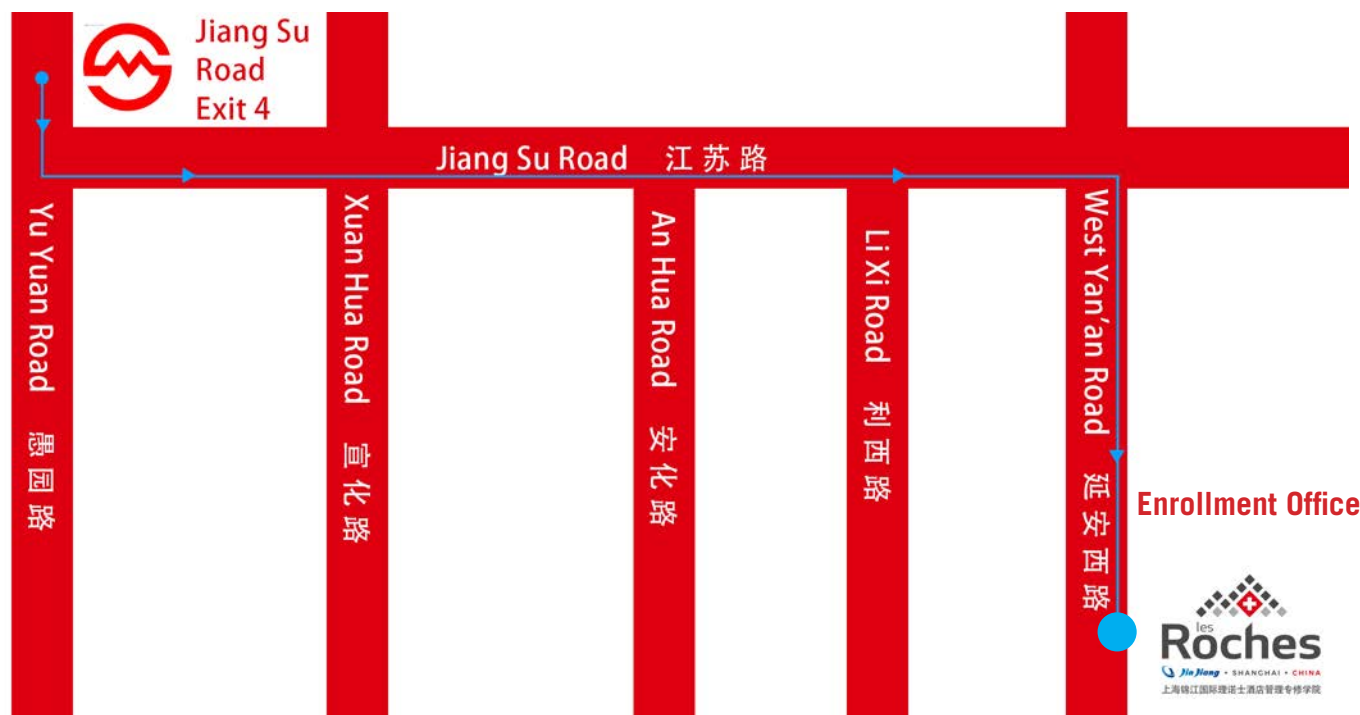 Jiang Su
Road
Exit 4
Jiang Su Road 江苏路
Yu Yuan Road 愚园路
Xuan Hua Road 宣化路
An Hua Road 安化路
Li Xi Road 利西路
West Yan'an Road 延安西路
Enrollment Office
les
Roches
Jin Jiang • SHANGHAI • CHINA
上海锦江国际理诺士酒店管理专修学院